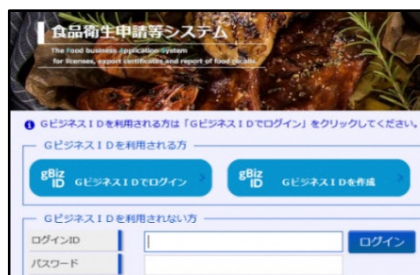 食品衛生申請等システム
The Food business application system
for licenses, export certificates and report of food recalls
GビジネスIDを利用される方は「GビジネスIDでログイン」をクリックしてください。
GビジネスIDを利用される方
gBiz ID GビジネスIDでログイン
gBiz ID GビジネスIDを作成
GビジネスIDを利用されない方
ログインID
ログイン
パスワード